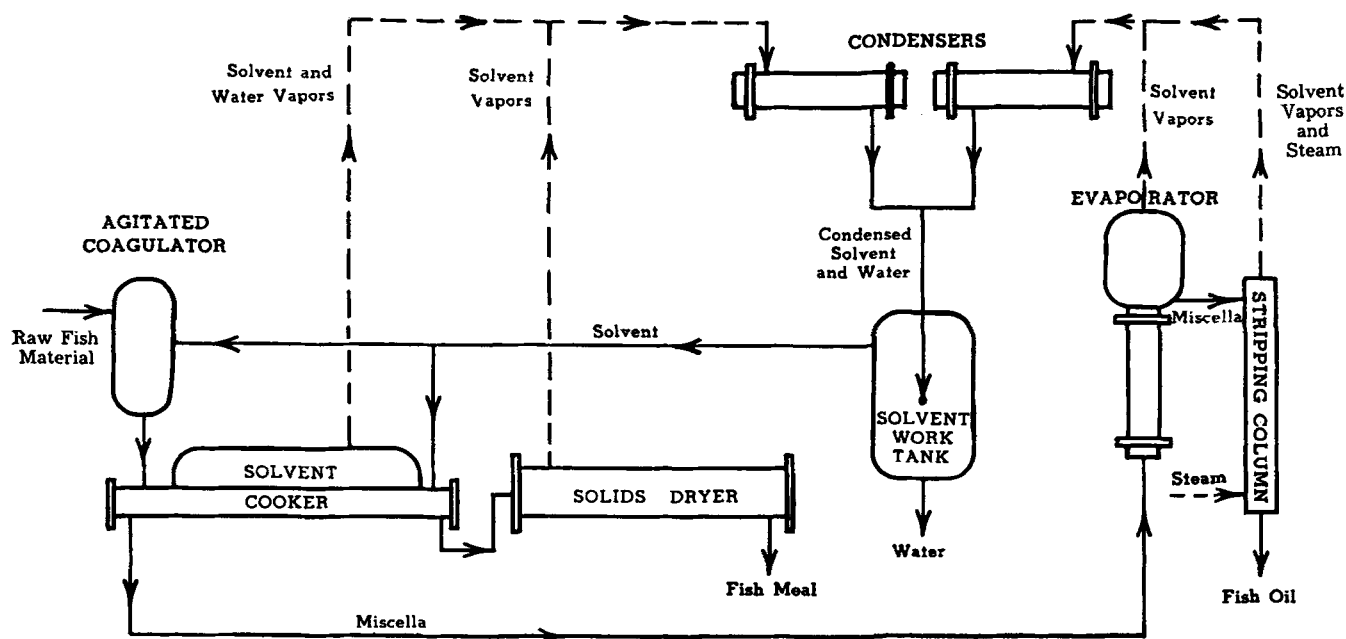 CONDENSERS
Solvent and
Water Vapors
Solvent
Vapors
Solvent
Vapors
Solvent
Vapors
and
Steam
EVAPORATOR
AGITATED
COAGULATOR
Condensed
Solvent
and Water
Raw Fish
Material
Solvent
Miscella
STRIPPING COLUMN
SOLVENT
WORK
TANK
SOLVENT
COOKER
SOLIDS DRYER
Steam
Water
Fish Meal
Fish Oil
Miscella